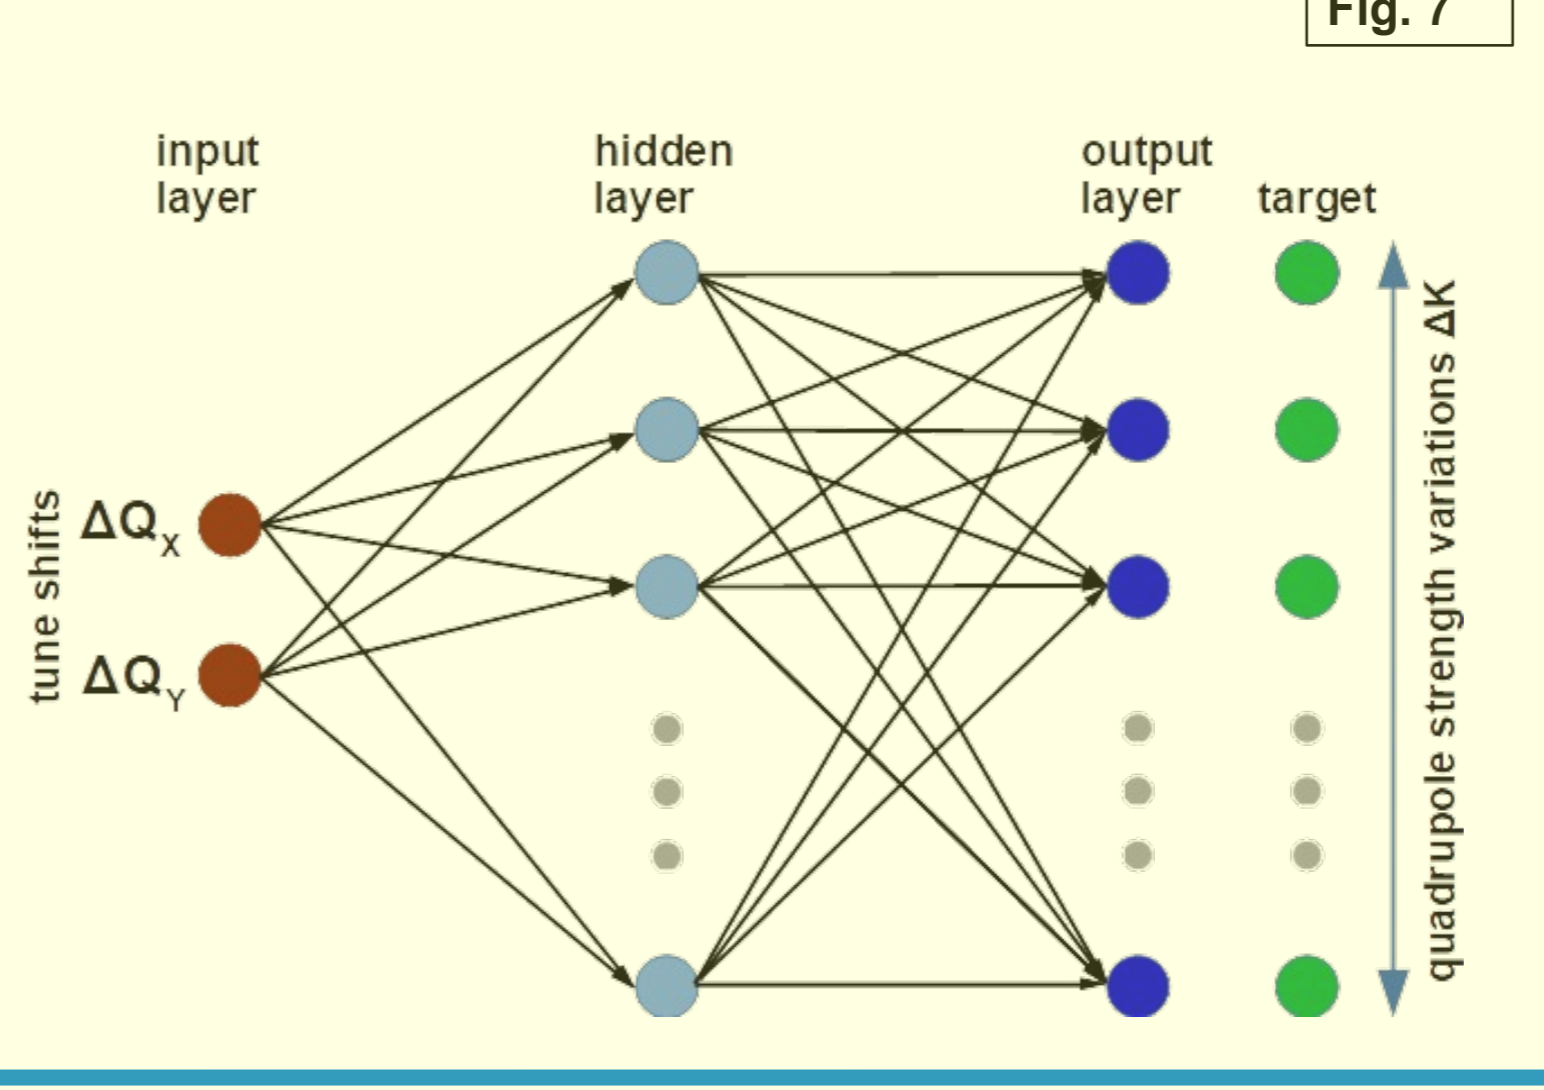 Fig. 7
input
layer
hidden
layer
output
layer
target
tune shifts
ΔQX
ΔQY
quadrupole strength variations ΔK